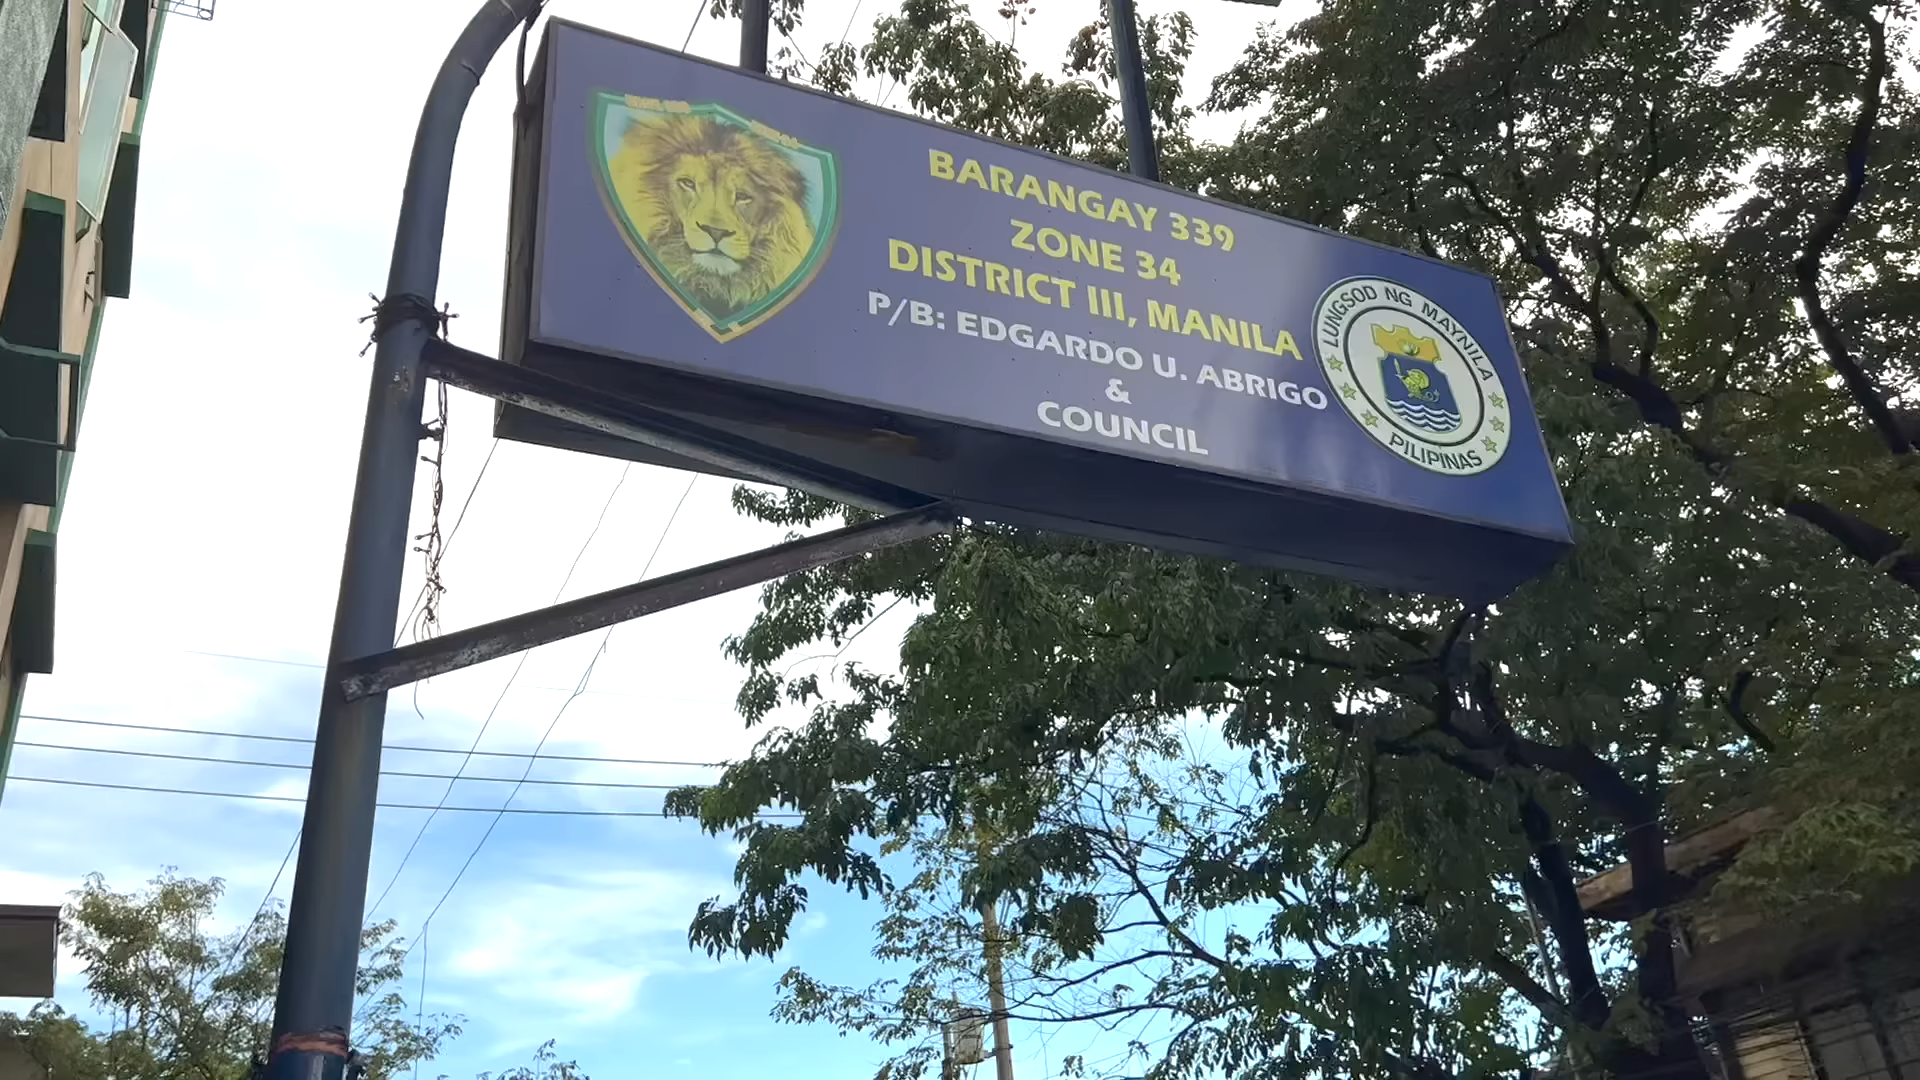 BARANGAY 339
ZONE 34
DISTRICT III, MANILA
P/B: EDGARDO U. ABRIGO
&
COUNCIL
LUNGSOD NG MAYNILA
PILIPINAS